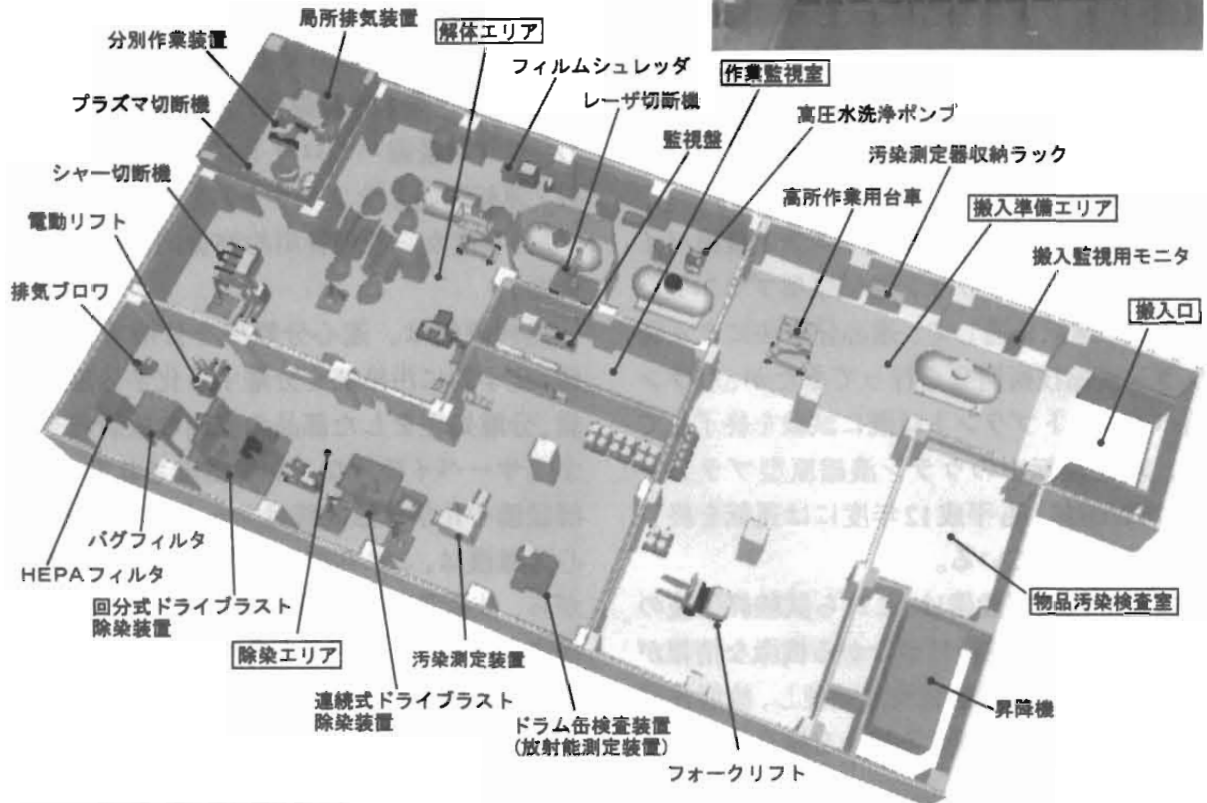 局所排気装置
分別作業装置
解体エリア
フィルムシュレッダ
作業監視室
プラズマ切断機
レーザ切断機
高圧水洗浄ポンプ
監視盤
汚染測定器収納ラック
シャー切断機
高所作業用台車
搬入準備エリア
電動リフト
搬入監視用モニタ
排気ブロワ
搬入口
バグフィルタ
HEPAフィルタ
回分式ドライブラスト
除染装置
除染エリア
汚染測定装置
連続式ドライブラスト
除染装置
ドラム缶検査装置
(放射能測定装置)
フォークリフト
物品汚染検査室
昇降機